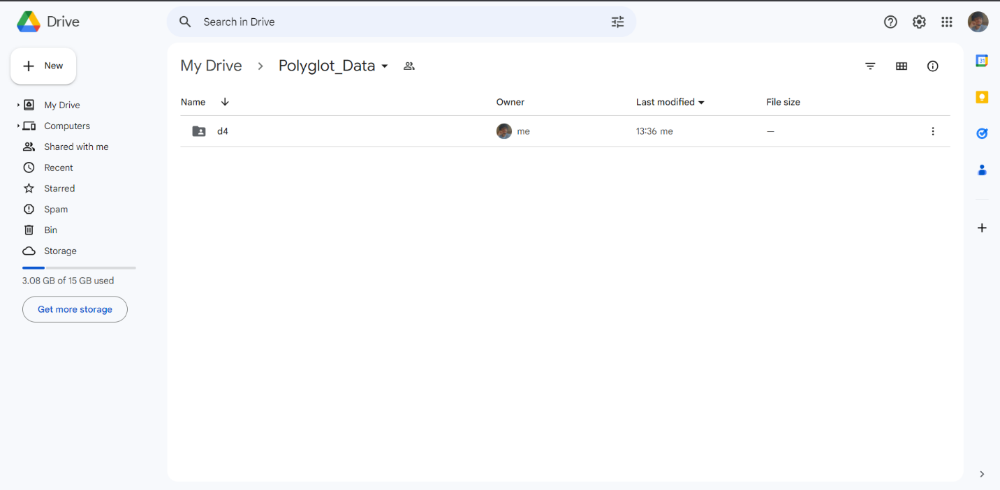 Drive
Search in Drive
New
My Drive
Computers
Shared with me
Recent
Starred
Spam
Bin
Storage
3.08 GB of 15 GB used
Get more storage
My Drive > Polyglot_Data
Name Owner Last modified File size
d4 me 13:36 me —
31